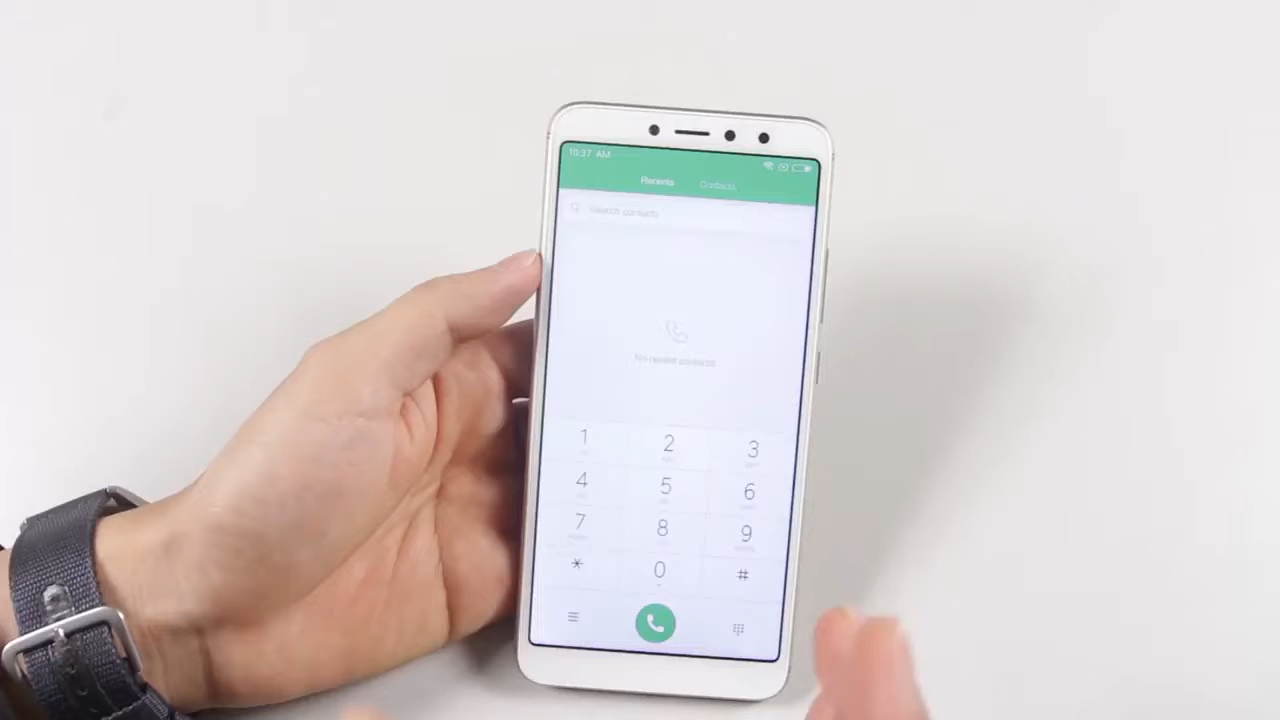 10:37 AM
Recents Contacts
Search contacts
No recent contacts
1 2 3
4 5 6
7 8 9
* 0 #